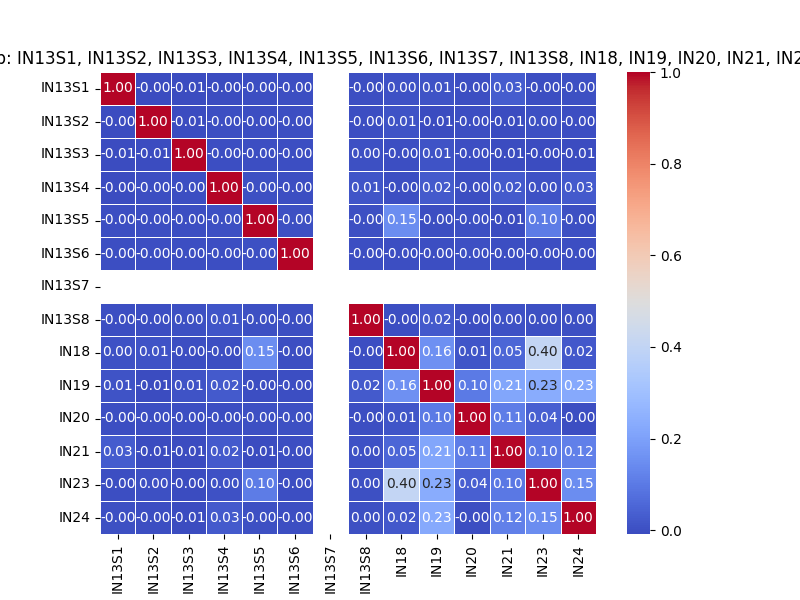 p: IN13S1, IN13S2, IN13S3, IN13S4, IN13S5, IN13S6, IN13S7, IN13S8, IN18, IN19, IN20, IN21, IN2
IN13S1 1.00 -0.00 -0.01 -0.00 -0.00 -0.00 -0.00 0.00 0.01 -0.00 0.03 -0.00 -0.00
IN13S2 -0.00 1.00 -0.01 -0.00 -0.00 -0.00 -0.00 0.01 -0.01 -0.00 -0.01 0.00 -0.00
IN13S3 -0.01 -0.01 1.00 -0.00 -0.00 -0.00 0.00 -0.00 0.01 -0.00 -0.01 -0.00 -0.01
IN13S4 -0.00 -0.00 -0.00 1.00 -0.00 -0.00 0.01 -0.00 0.02 -0.00 0.02 0.00 0.03
IN13S5 -0.00 -0.00 -0.00 -0.00 1.00 -0.00 -0.00 0.15 -0.00 -0.00 -0.01 0.10 -0.00
IN13S6 -0.00 -0.00 -0.00 -0.00 -0.00 1.00 -0.00 -0.00 -0.00 -0.00 -0.00 -0.00 -0.00
IN13S7
IN13S8 -0.00 -0.00 0.00 0.01 -0.00 -0.00 1.00 -0.00 0.02 -0.00 0.00 0.00 0.00
IN18 0.00 0.01 -0.00 -0.00 0.15 -0.00 -0.00 1.00 0.16 0.01 0.05 0.40 0.02
IN19 0.01 -0.01 0.01 0.02 -0.00 -0.00 0.02 0.16 1.00 0.10 0.21 0.23 0.23
IN20 -0.00 -0.00 -0.00 -0.00 -0.00 -0.00 -0.00 0.01 0.10 1.00 0.11 0.04 -0.00
IN21 0.03 -0.01 -0.01 0.02 -0.01 -0.00 0.00 0.05 0.21 0.11 1.00 0.10 0.12
IN23 -0.00 0.00 -0.00 0.00 0.10 -0.00 0.00 0.40 0.23 0.04 0.10 1.00 0.15
IN24 -0.00 -0.00 -0.01 0.03 -0.00 -0.00 0.00 0.02 0.23 -0.00 0.12 0.15 1.00
IN13S1 IN13S2 IN13S3 IN13S4 IN13S5 IN13S6 IN13S7 IN13S8 IN18 IN19 IN20 IN21 IN23 IN24
1.0
0.8
0.6
0.4
0.2
0.0